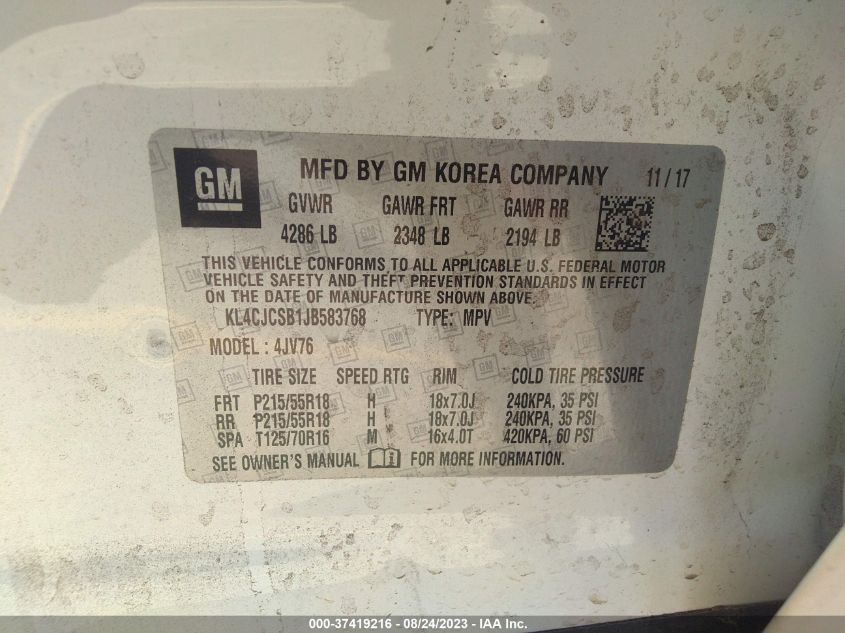 GM
MFD BY GM KOREA COMPANY 11/17
GVWR GAWR FRT GAWR RR
4286 LB 2348 LB 2194 LB
THIS VEHICLE CONFORMS TO ALL APPLICABLE U.S. FEDERAL MOTOR
VEHICLE SAFETY AND THEFT PREVENTION STANDARDS IN EFFECT
ON THE DATE OF MANUFACTURE SHOWN ABOVE.
KL4CJCSB1JB583768 TYPE: MPV
MODEL: 4JV76
TIRE SIZE SPEED RTG RIM COLD TIRE PRESSURE
FRT P215/55R18 H 18x7.0J 240KPA, 35 PSI
RR P215/55R18 H 18x7.0J 240KPA, 35 PSI
SPA T125/70R16 M 16x4.0T 420KPA, 60 PSI
SEE OWNER'S MANUAL FOR MORE INFORMATION.
000-37419216 - 08/24/2023 - IAA Inc.